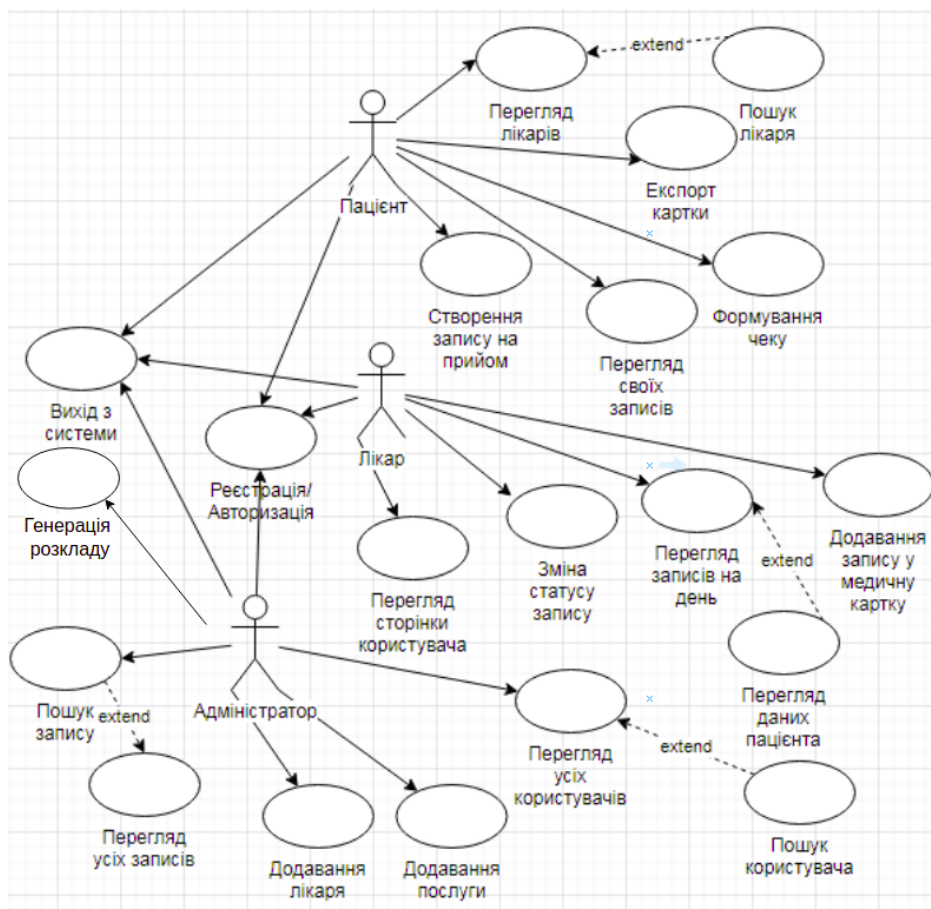 extend
Перегляд
лікарів
Пошук
лікаря
Експорт
картки
Пацієнт
Створення
запису на
прийом
Формування
чеку
Перегляд
своїх
записів
Вихід з
системи
Лікар
Реєстрація/
Авторизація
Генерація
розкладу
Перегляд
сторінки
користувача
Зміна
статусу
запису
Перегляд
записів на
день
extend
Додавання
запису у
медичну
картку
Перегляд
даних
пацієнта
Пошук
запису
extend
Адміністратор
Перегляд
усіх
користувачів
extend
Перегляд
усіх записів
Додавання
лікаря
Додавання
послуги
Пошук
користувача